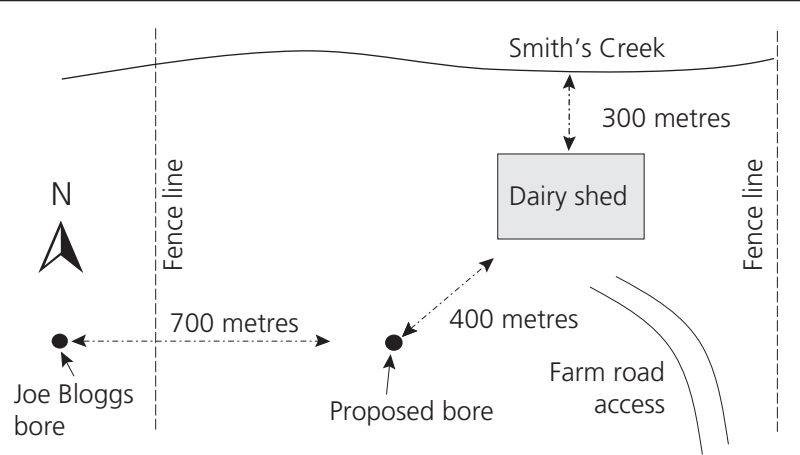 Smith's Creek
300 metres
Dairy shed
Fence line
Fence line
N
700 metres
400 metres
Joe Bloggs
bore
Proposed bore
Farm road
access